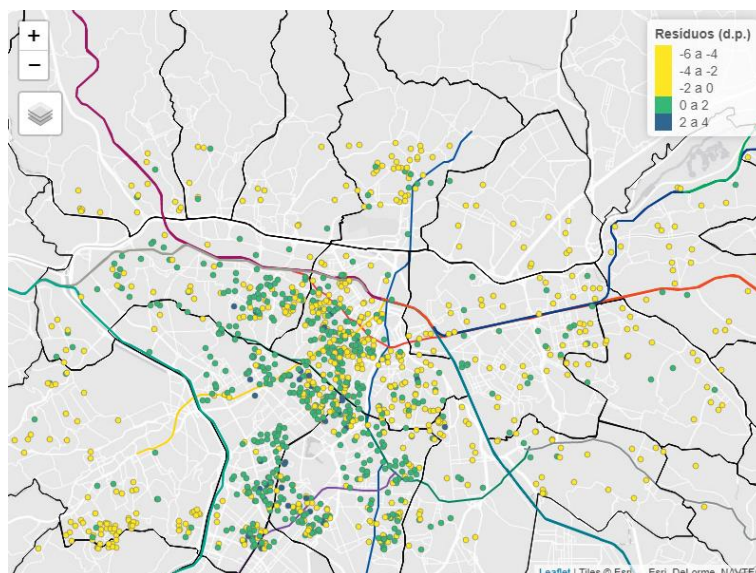 +
−
Resíduos (d.p.)
-6 a -4
-4 a -2
-2 a 0
0 a 2
2 a 4
Leaflet | Tiles © Esri — Esri, DeLorme, NAVTE